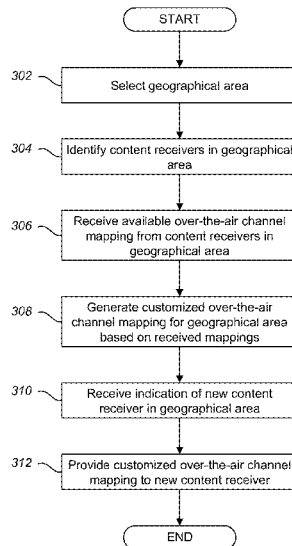 START
302
Select geographical area
304
Identify content receivers in geographical
area
306
Receive available over-the-air channel
mapping from content receivers in
geographical area
308
Generate customized over-the-air
channel mapping for geographical area
based on received mappings
310
Receive indication of new content
receiver in geographical area
312
Provide customized over-the-air channel
mapping to new content receiver
END